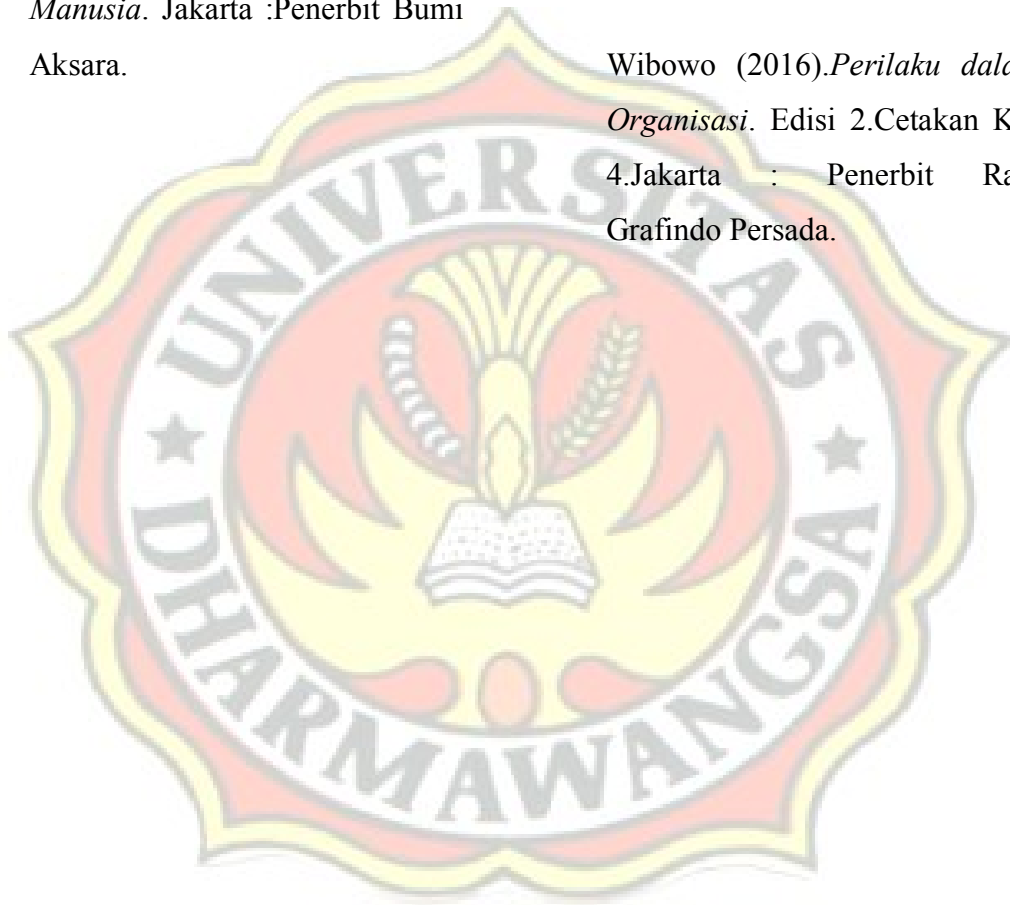 Manusia. Jakarta :Penerbit Bumi
Aksara.
Wibowo (2016).Perilaku dala
Organisasi. Edisi 2.Cetakan K
4.Jakarta : Penerbit Ra
Grafindo Persada.
UNIVERSITAS
DHARMAWANGSA